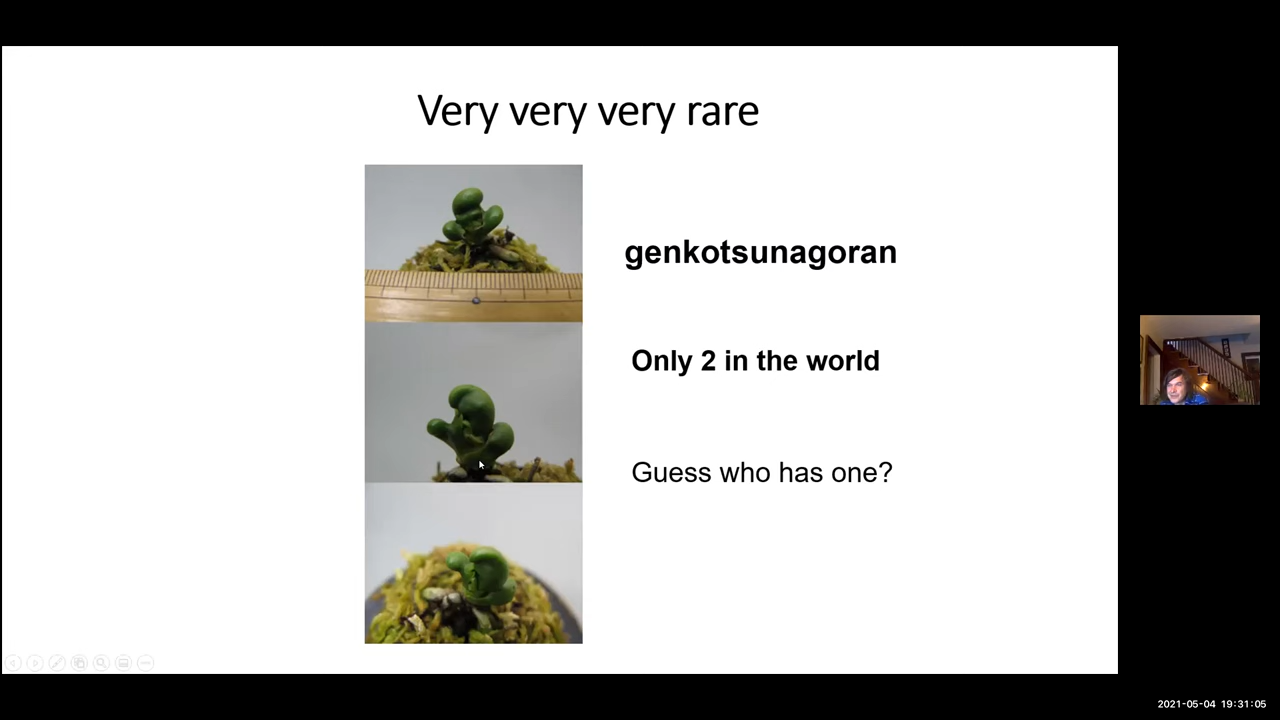 Very very very rare
genkotsunagoran
Only 2 in the world
Guess who has one?
2021-05-04 19:31:05